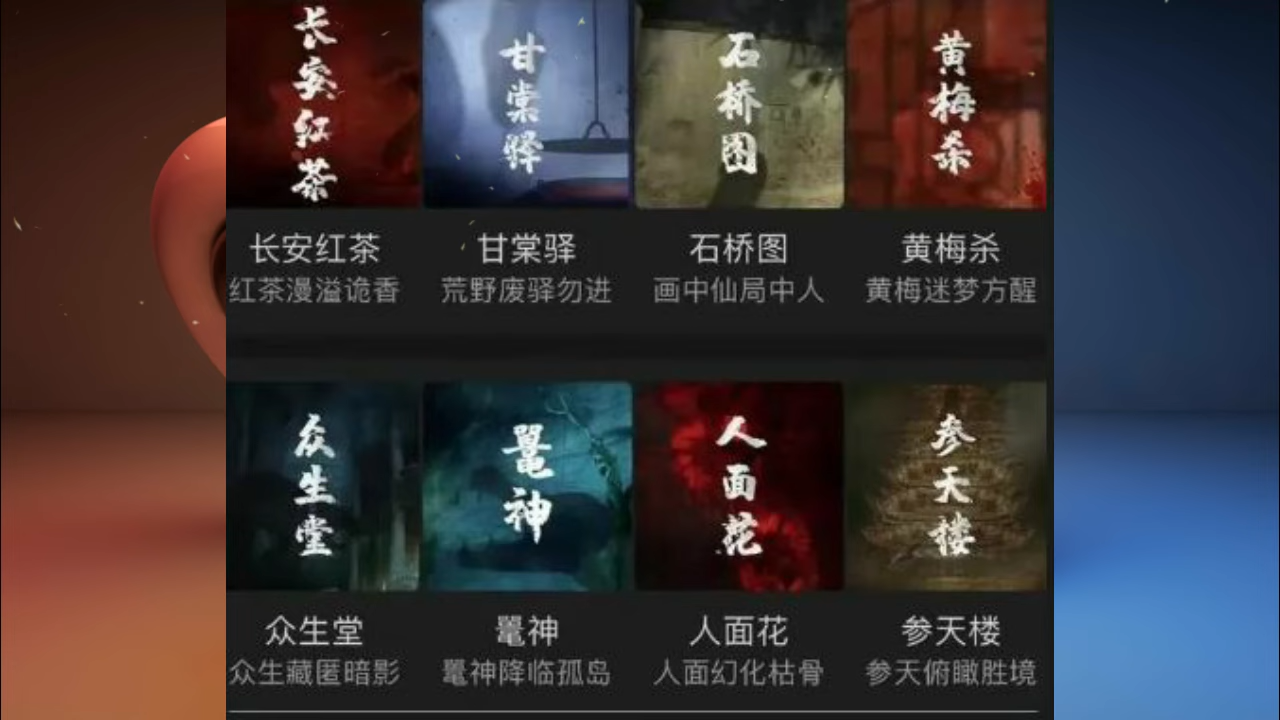 长安红茶
甘棠驿
石桥图
黄梅杀
长安红茶
甘棠驿
石桥图
黄梅杀
红茶漫溢诡香
荒野废驿勿进
画中仙局中人
黄梅迷梦方醒
众生堂
鼍神
人面花
参天楼
众生堂
鼍神
人面花
参天楼
众生藏匿暗影
鼍神降临孤岛
人面幻化枯骨
参天俯瞰胜境